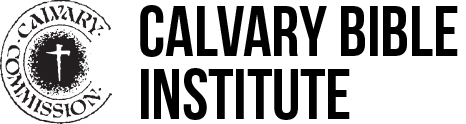 CALVARY
COMMISSION
CALVARY BIBLE
INSTITUTE